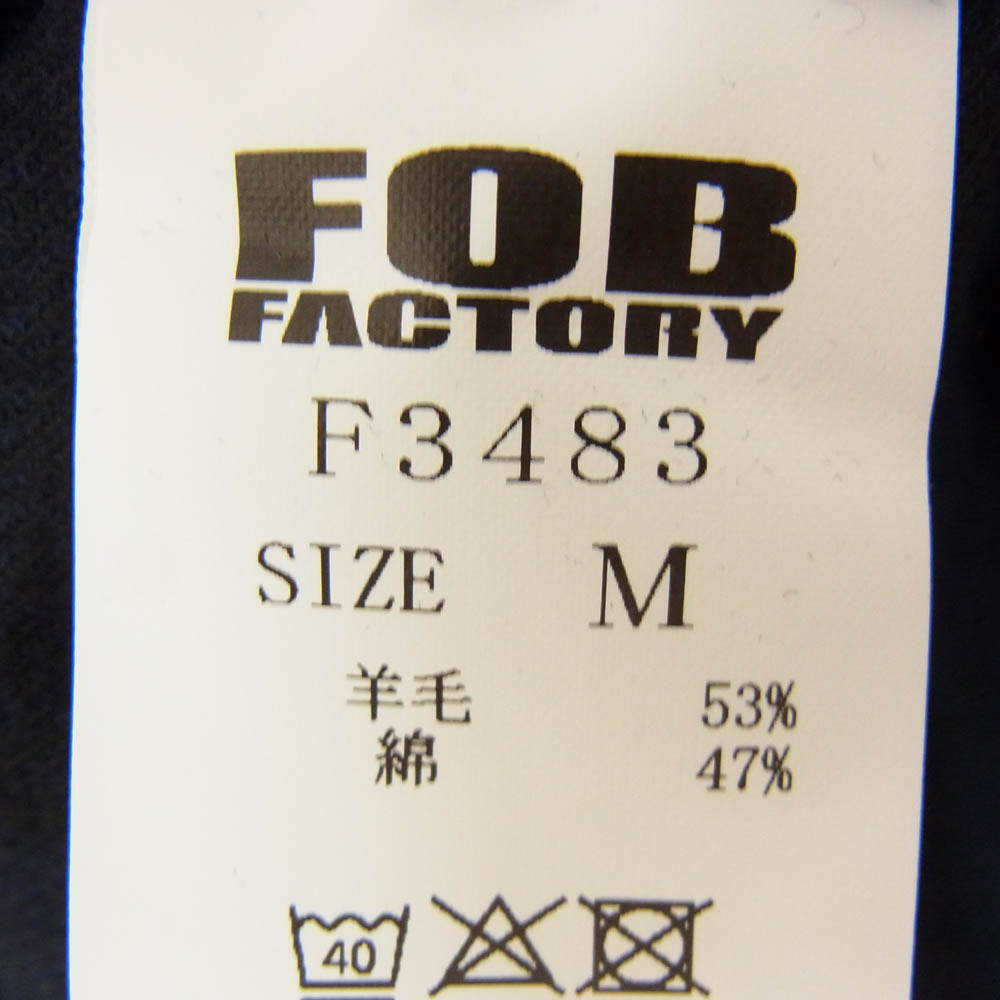 FOB
FACTORY
F3483
SIZE M
羊毛 53%
綿 47%
40